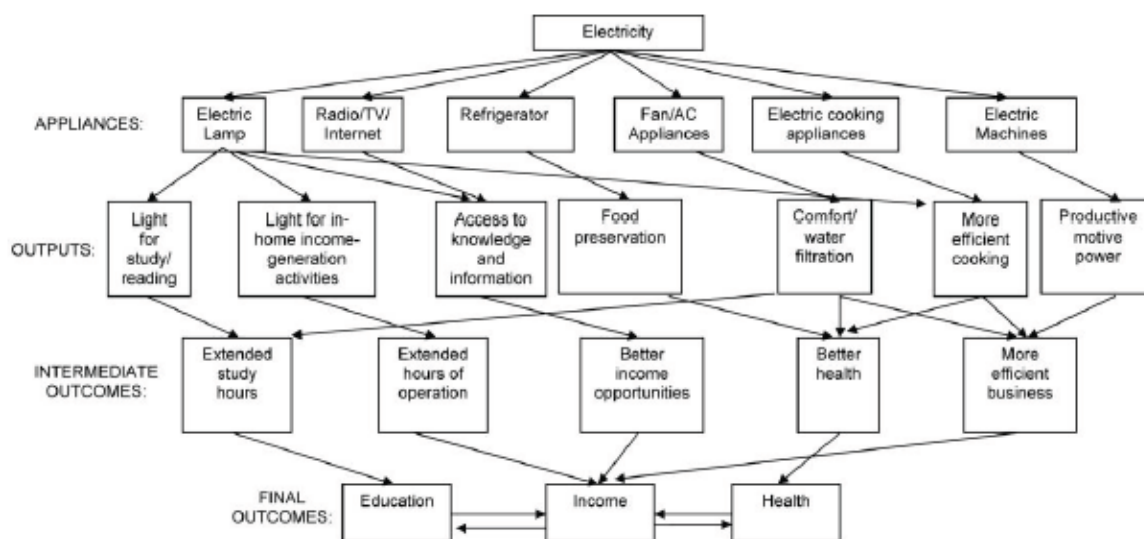 Electricity
APPLIANCES:
Electric
Lamp
Radio/TV/
Internet
Refrigerator
Fan/AC
Appliances
Electric cooking
appliances
Electric
Machines
OUTPUTS:
Light
for
study/
reading
Light for in-
home income-
generation
activities
Access to
knowledge
and
information
Food
preservation
Comfort/
water
filtration
More
efficient
cooking
Productive
motive
power
INTERMEDIATE
OUTCOMES:
Extended
study
hours
Extended
hours of
operation
Better
income
opportunities
Better
health
More
efficient
business
FINAL
OUTCOMES:
Education
Income
Health